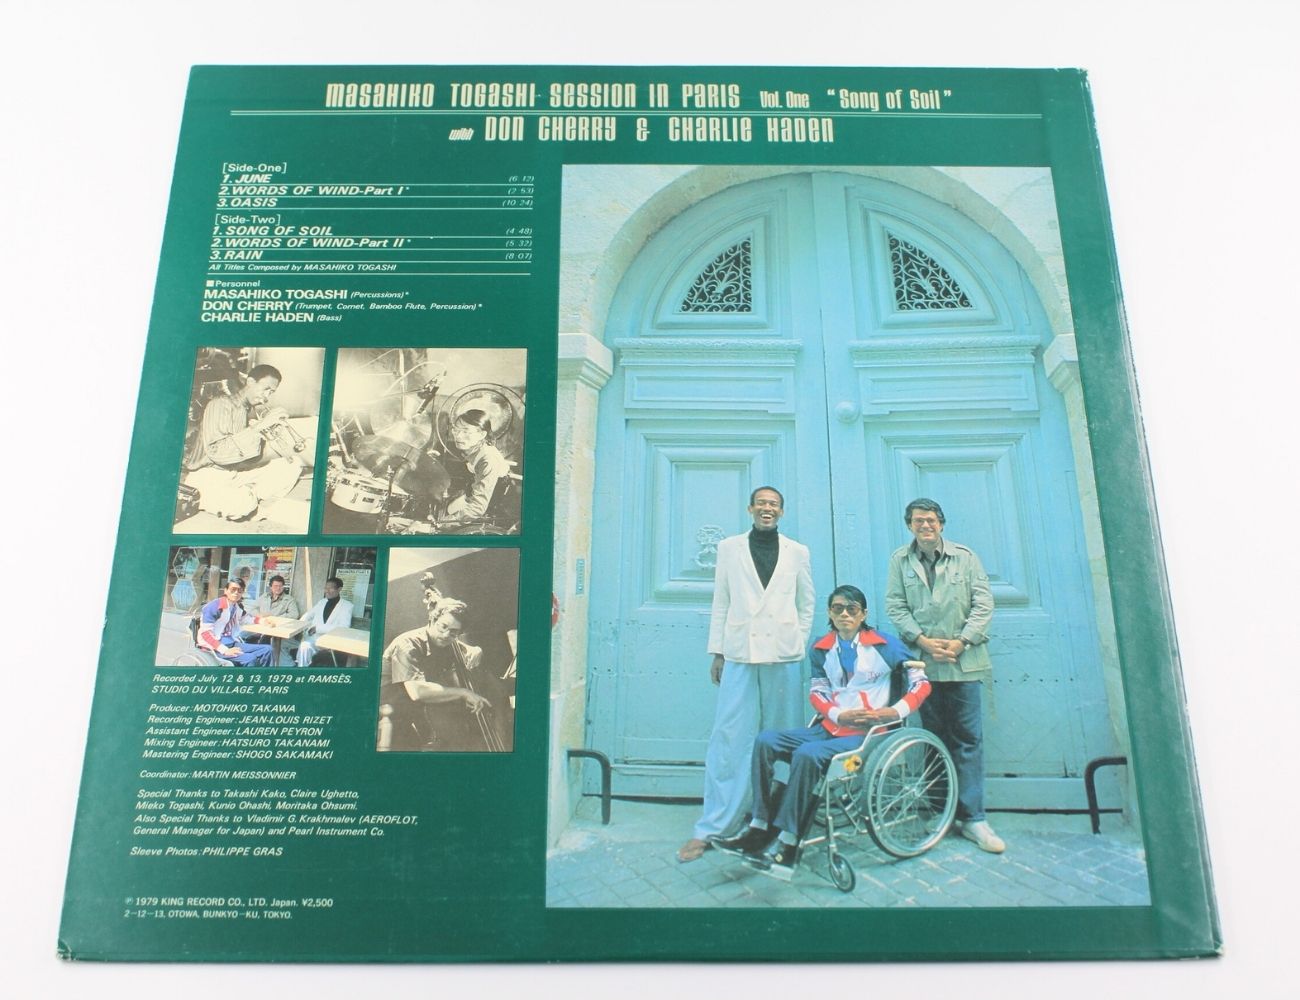 MASAHIKO TOGASHI SESSION IN PARIS Vol. One "Song of Soil"
with DON CHERRY & CHARLIE HADEN
[Side-One]
1. JUNE (6 12)
2. WORDS OF WIND-Part I* (2 53)
3. OASIS (10 24)
[Side-Two]
1. SONG OF SOIL (4 48)
2. WORDS OF WIND-Part II* (5 32)
3. RAIN (8 07)
All Titles Composed by MASAHIKO TOGASHI
■Personnel
MASAHIKO TOGASHI (Percussions)*
DON CHERRY (Trumpet, Cornet, Bamboo Flute, Percussion)*
CHARLIE HADEN (Bass)
Recorded July 12 & 13, 1979 at RAMSÈS,
STUDIO DU VILLAGE, PARIS
Producer: MOTOHIKO TAKAWA
Recording Engineer: JEAN-LOUIS RIZET
Assistant Engineer: LAUREN PEYRON
Mixing Engineer: HATSURO TAKANAMI
Mastering Engineer: SHOGO SAKAMAKI
Coordinator: MARTIN MEISSONNIER
Special Thanks to Takashi Kako, Claire Ughetto,
Mieko Togashi, Kunio Ohashi, Moritaka Ohsumi.
Also Special Thanks to Vladimir G. Krakhmalev (AEROFLOT,
General Manager for Japan) and Pearl Instrument Co.
Sleeve Photos: PHILIPPE GRAS
℗ 1979 KING RECORD CO., LTD. Japan. ¥2,500
2-12-13, OTOWA, BUNKYO-KU, TOKYO.